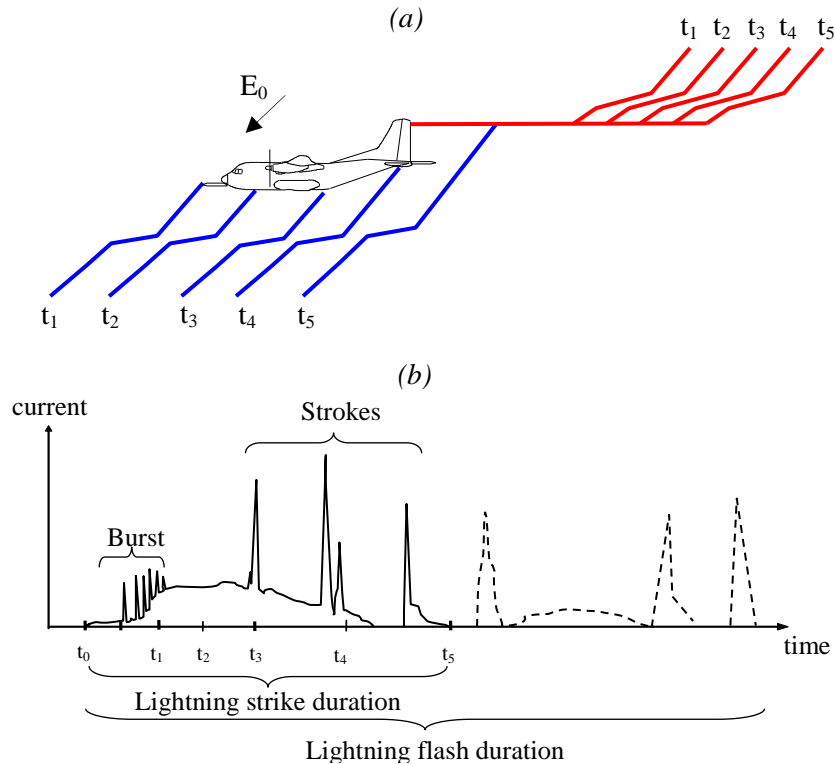 (a)
t₁ t₂ t₃ t₄ t₅
E₀
t₁ t₂ t₃ t₄ t₅
(b)
current
Strokes
Burst
t₀ t₁ t₂ t₃ t₄ t₅
time
Lightning strike duration
Lightning flash duration